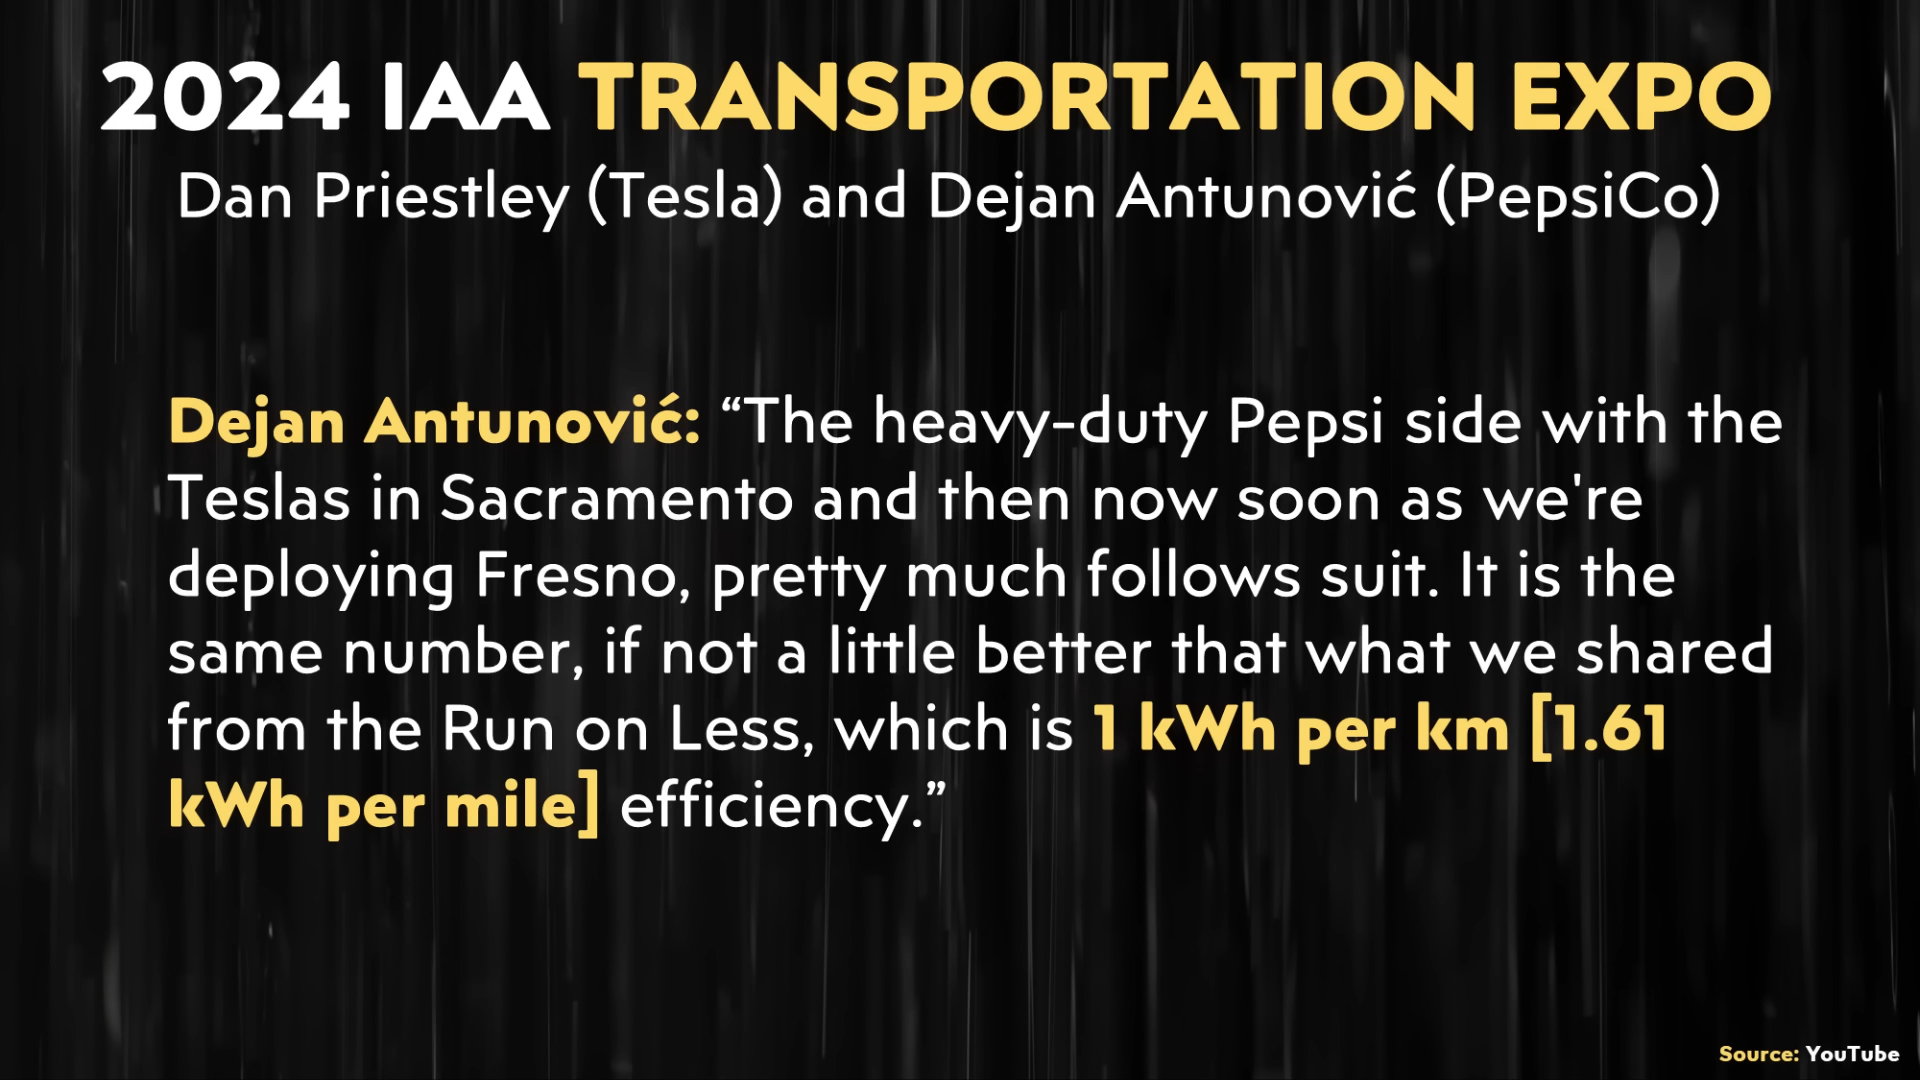 2024 IAA TRANSPORTATION EXPO
Dan Priestley (Tesla) and Dejan Antunović (PepsiCo)
Dejan Antunović: “The heavy-duty Pepsi side with the
Teslas in Sacramento and then now soon as we're
deploying Fresno, pretty much follows suit. It is the
same number, if not a little better that what we shared
from the Run on Less, which is 1 kWh per km [1.61
kWh per mile] efficiency.”
Source: YouTube